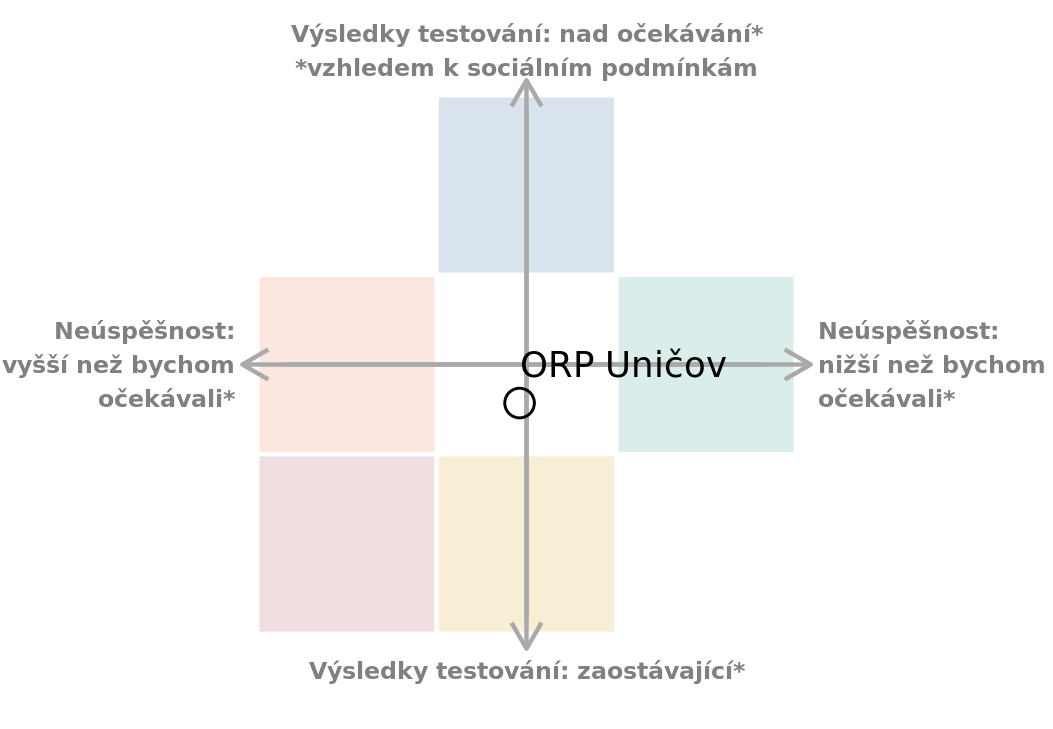 Výsledky testování: nad očekávání*
*vzhledem k sociálním podmínkám
Neúspěšnost:
vyšší než bychom
očekávali*
ORP Uničov
Neúspěšnost:
nižší než bychom
očekávali*
Výsledky testování: zaostávající*